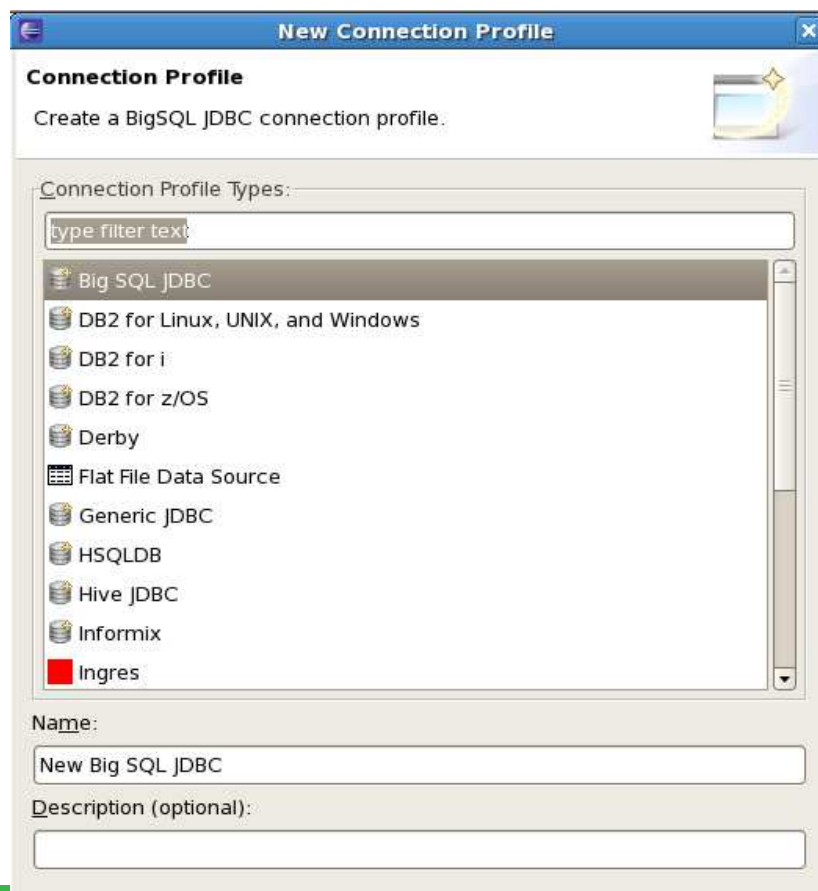 New Connection Profile
Connection Profile
Create a BigSQL JDBC connection profile.
Connection Profile Types:
type filter text
Big SQL JDBC
DB2 for Linux, UNIX, and Windows
DB2 for i
DB2 for z/OS
Derby
Flat File Data Source
Generic JDBC
HSQLDB
Hive JDBC
Informix
Ingres
Name:
New Big SQL JDBC
Description (optional):